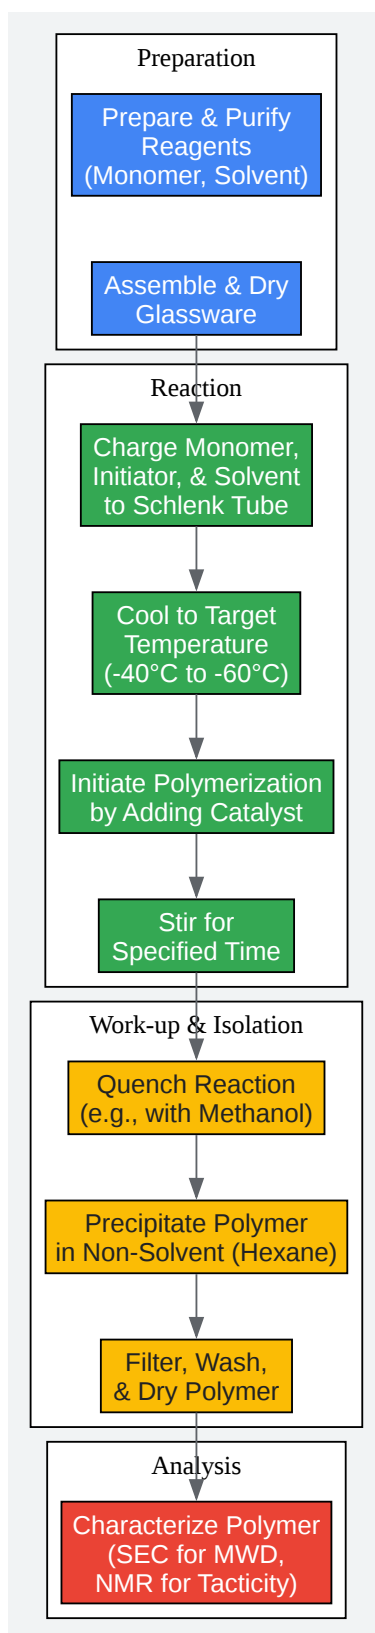 Preparation
Prepare & Purify
Reagents
(Monomer, Solvent)
Assemble & Dry
Glassware
Reaction
Charge Monomer,
Initiator, & Solvent
to Schlenk Tube
Cool to Target
Temperature
(-40°C to -60°C)
Initiate Polymerization
by Adding Catalyst
Stir for
Specified Time
Work-up & Isolation
Quench Reaction
(e.g., with Methanol)
Precipitate Polymer
in Non-Solvent (Hexane)
Filter, Wash,
& Dry Polymer
Analysis
Characterize Polymer
(SEC for MWD,
NMR for Tacticity)